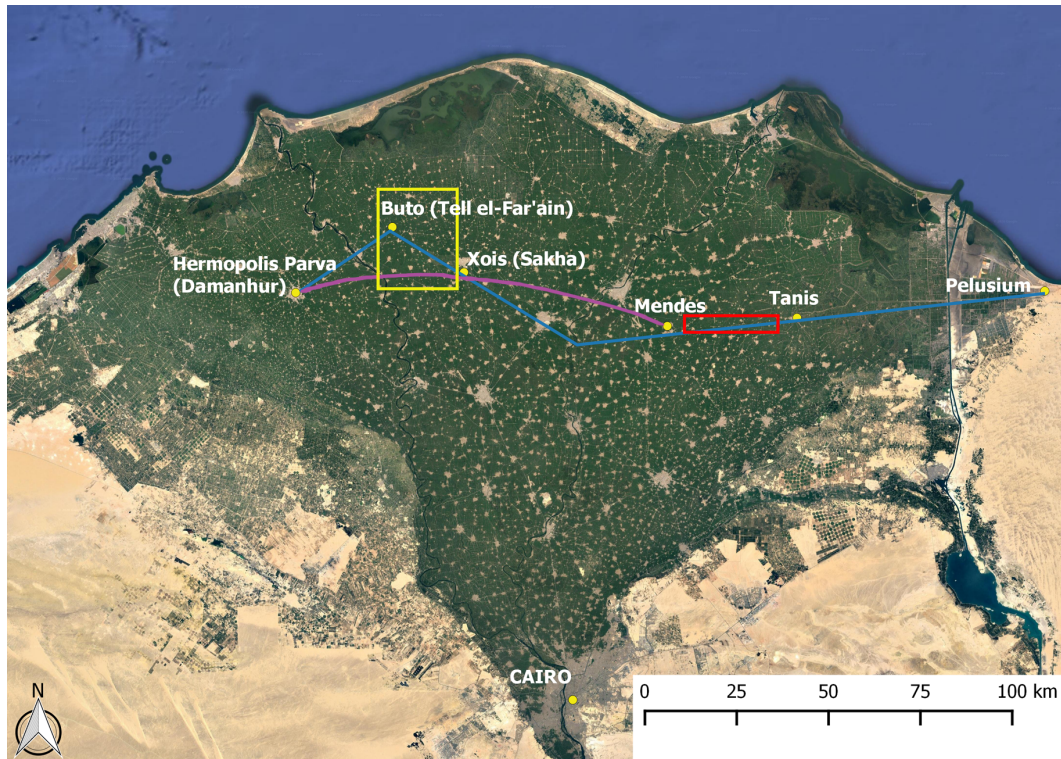 Buto (Tell el-Far'ain)
Hermopolis Parva
(Damanhur)
Xois (Sakha)
Mendes
Tanis
Pelusium
CAIRO
N
0 25 50 75 100 km